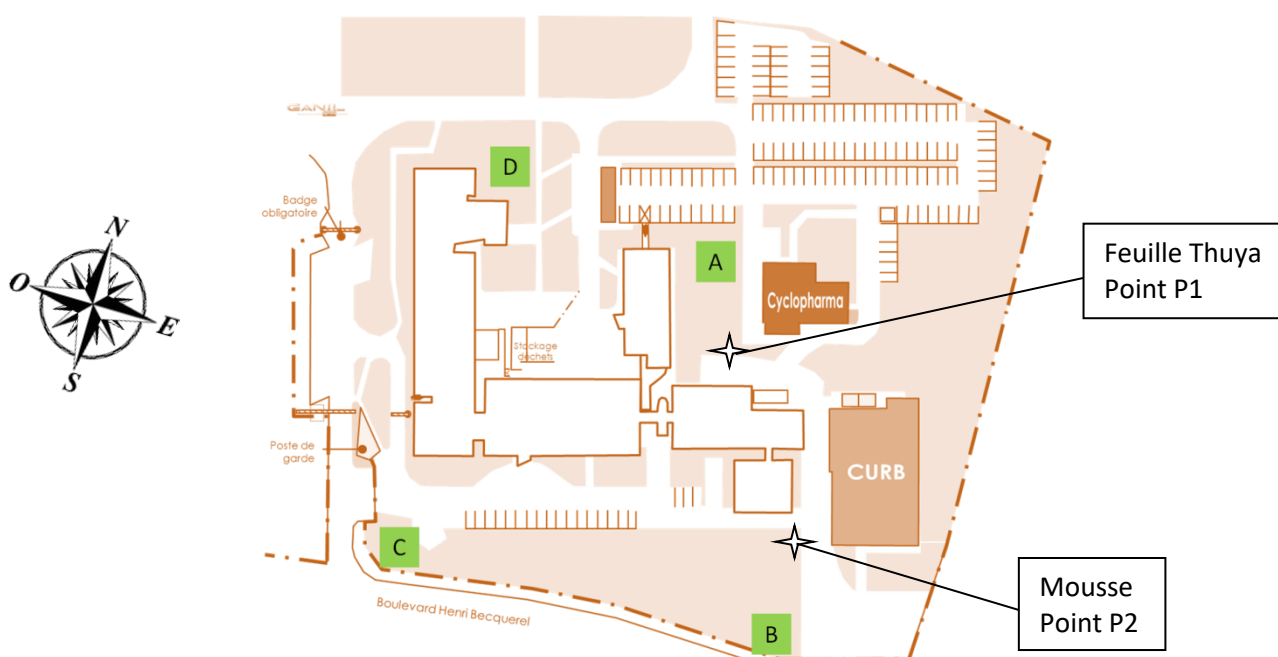 GANIL
D
Badge
obligatoire
N
O
E
S
A
Cyclopharma
Feuille Thuya
Point P1
Stockage
déchets
Poste de
garde
CURB
C
Boulevard Henri Becquerel
B
Mousse
Point P2